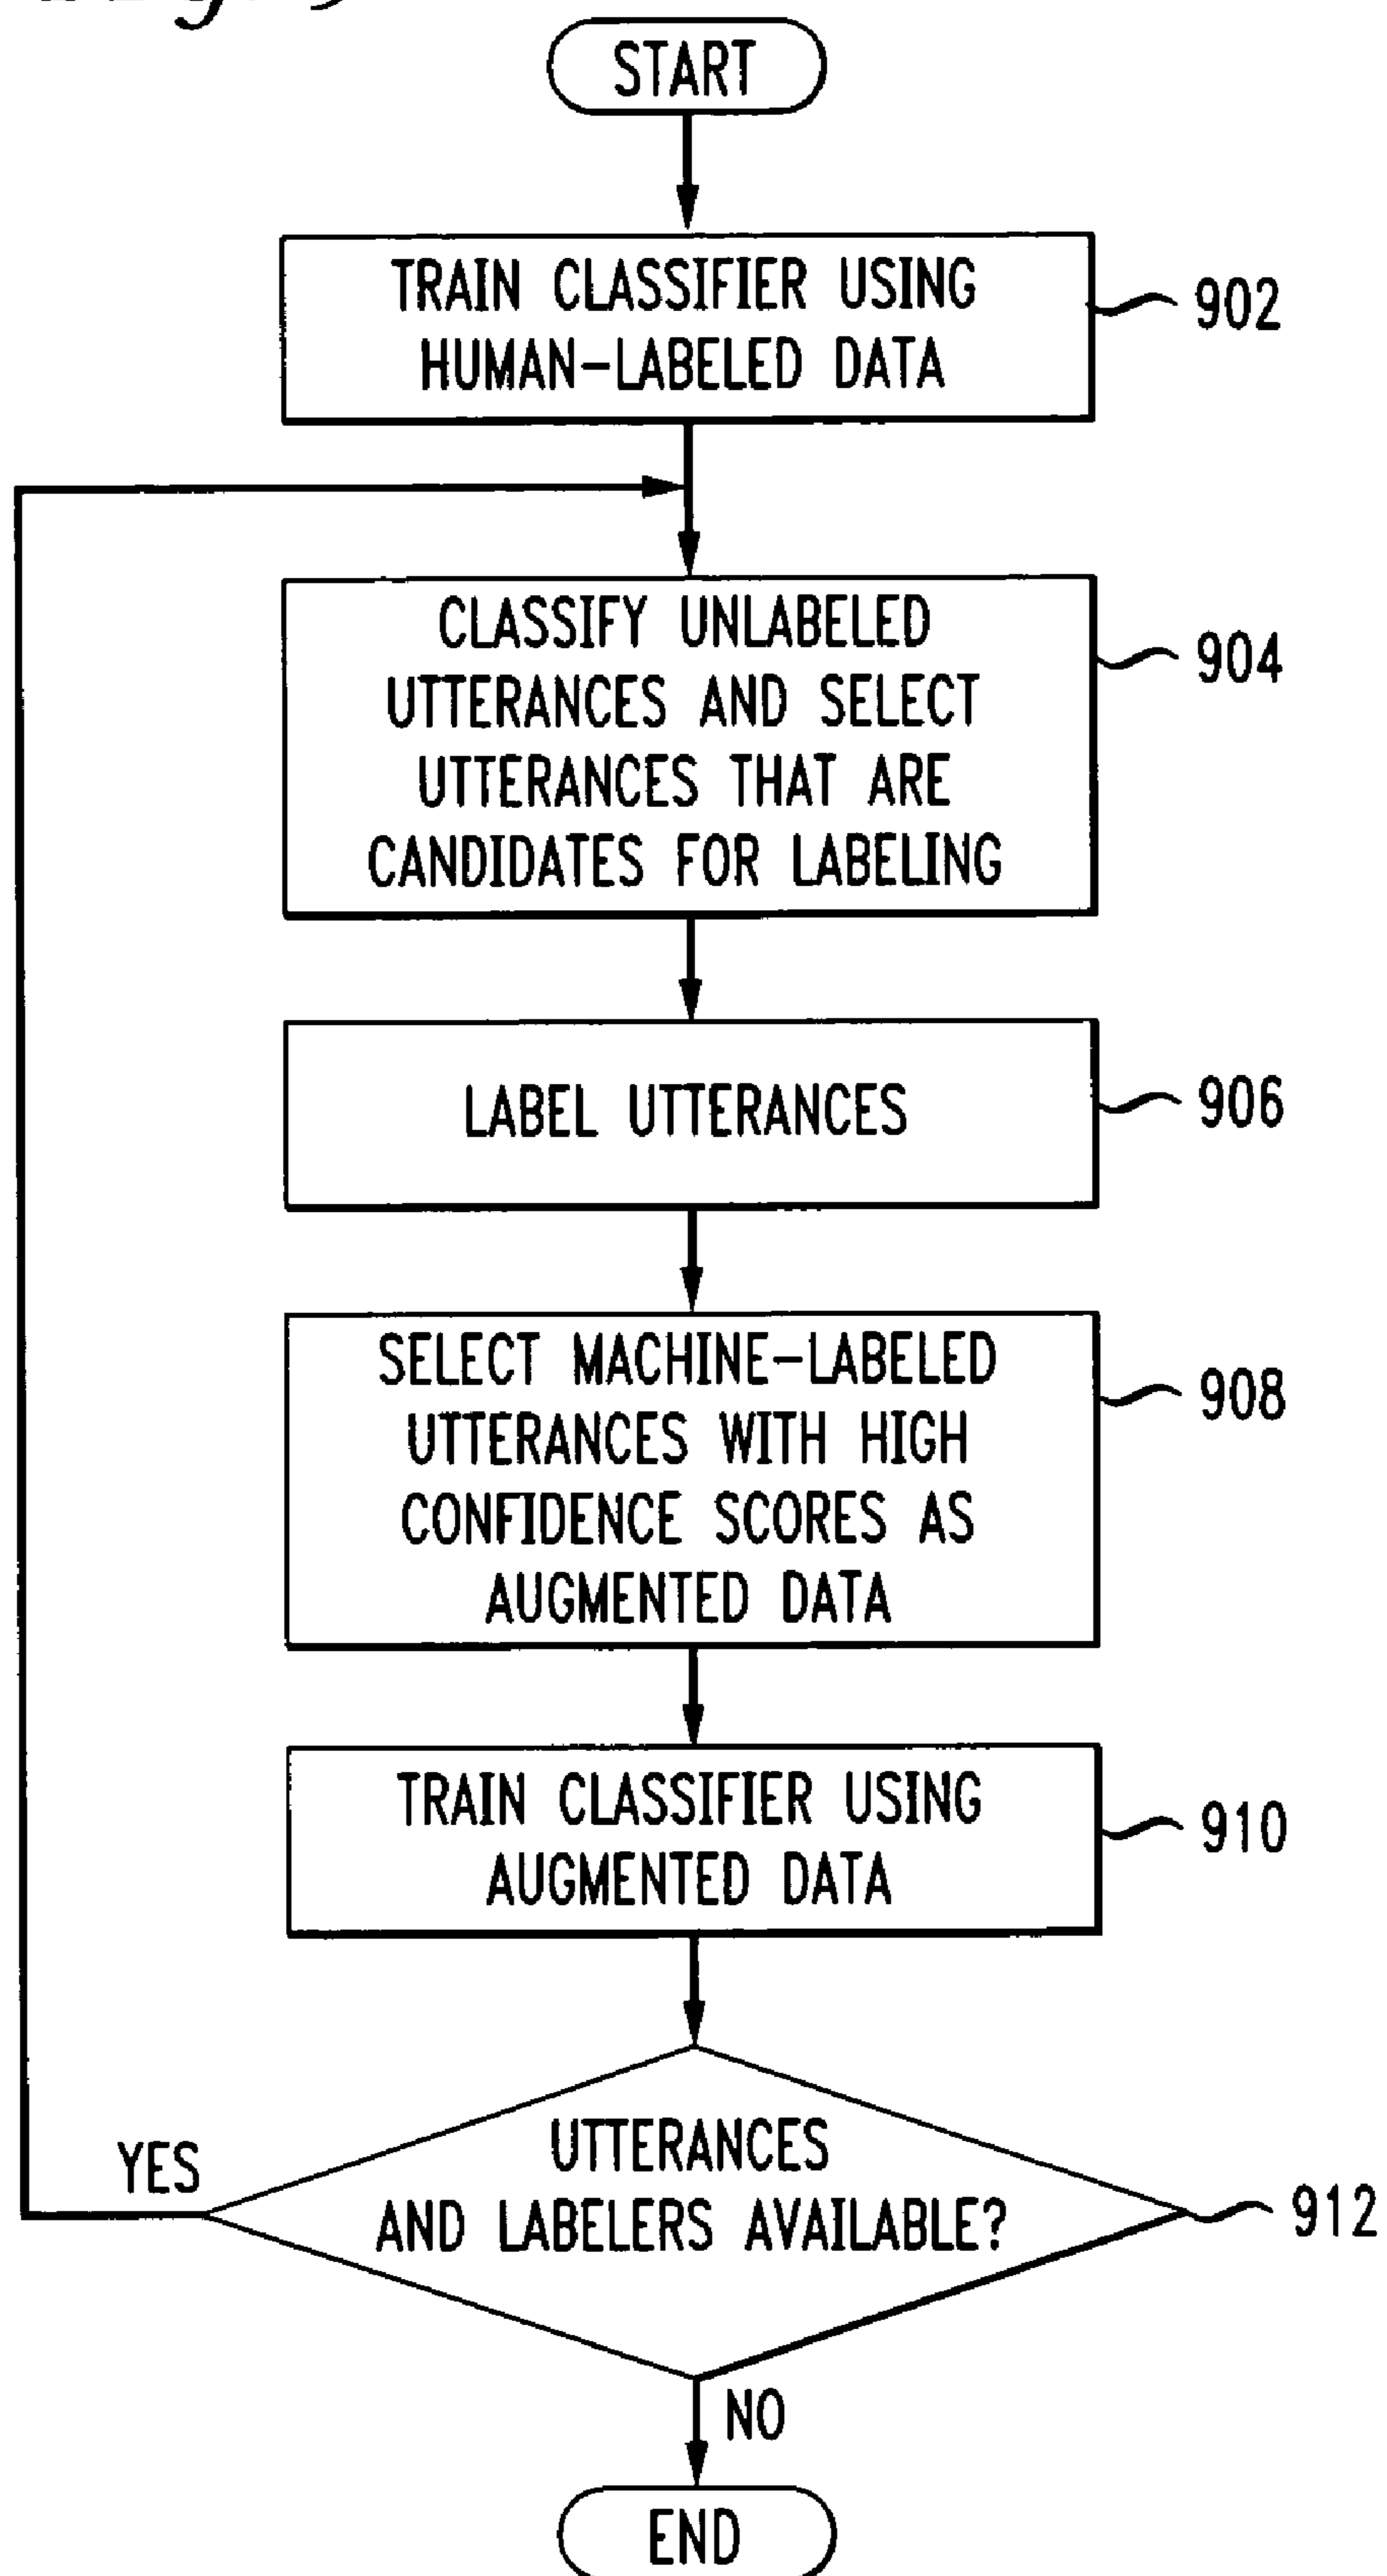 START
TRAIN CLASSIFIER USING
HUMAN-LABELED DATA
902
CLASSIFY UNLABELED
UTTERANCES AND SELECT
UTTERANCES THAT ARE
CANDIDATES FOR LABELING
904
LABEL UTTERANCES
906
SELECT MACHINE-LABELED
UTTERANCES WITH HIGH
CONFIDENCE SCORES AS
AUGMENTED DATA
908
TRAIN CLASSIFIER USING
AUGMENTED DATA
910
UTTERANCES
AND LABELERS AVAILABLE?
912
YES
NO
END